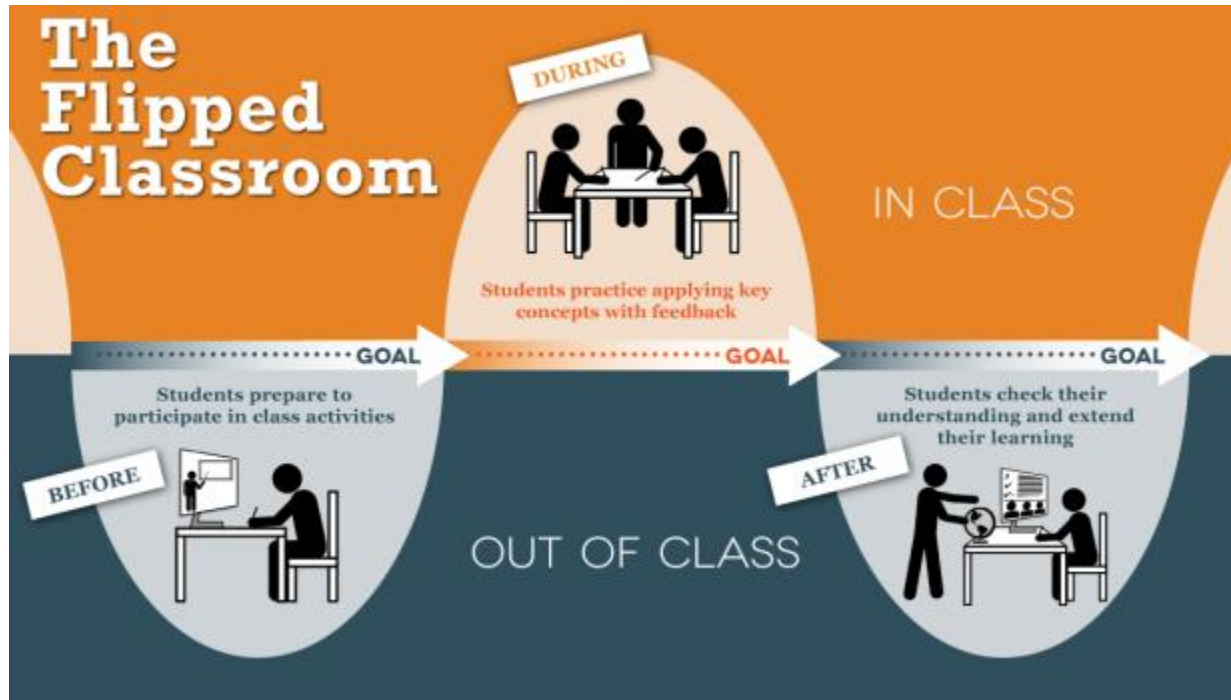 The
Flipped
Classroom
DURING
IN CLASS
Students practice applying key
concepts with feedback
GOAL
GOAL
GOAL
Students prepare to
participate in class activities
BEFORE
OUT OF CLASS
Students check their
understanding and extend
their learning
AFTER